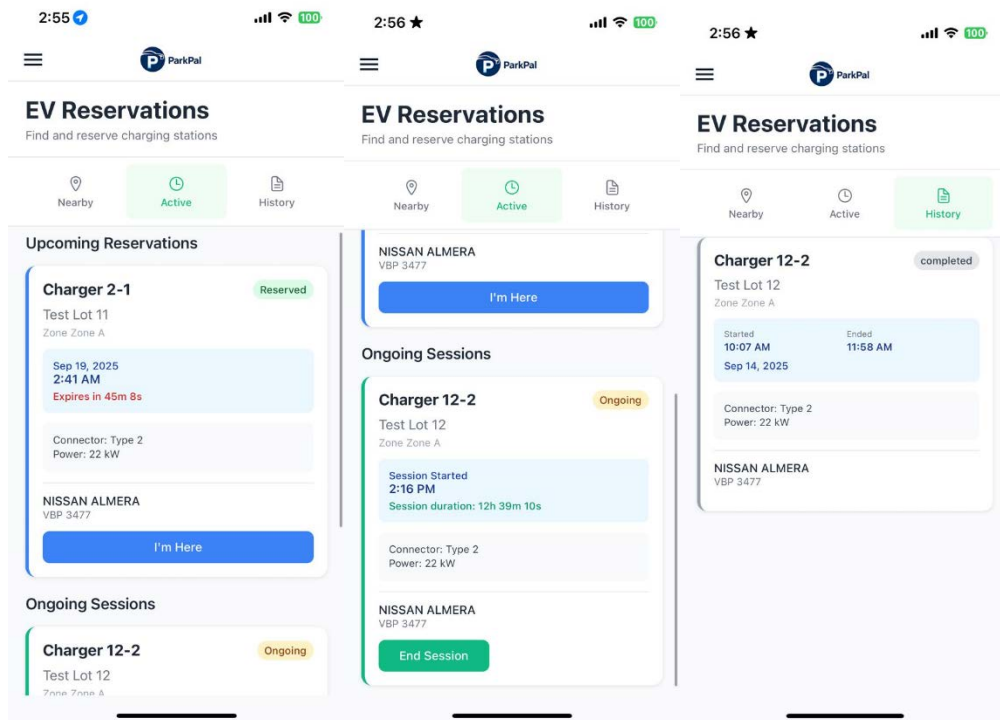 2:55
100
ParkPal
EV Reservations
Find and reserve charging stations
Nearby
Active
History
Upcoming Reservations
Charger 2-1
Reserved
Test Lot 11
Zone Zone A
Sep 19, 2025
2:41 AM
Expires in 45m 8s
Connector: Type 2
Power: 22 kW
NISSAN ALMERA
VBP 3477
I'm Here
Ongoing Sessions
Charger 12-2
Ongoing
Test Lot 12
Zone Zone A
2:56
100
ParkPal
EV Reservations
Find and reserve charging stations
Nearby
Active
History
NISSAN ALMERA
VBP 3477
I'm Here
Ongoing Sessions
Charger 12-2
Ongoing
Test Lot 12
Zone Zone A
Session Started
2:16 PM
Session duration: 12h 39m 10s
Connector: Type 2
Power: 22 kW
NISSAN ALMERA
VBP 3477
End Session
2:56
100
ParkPal
EV Reservations
Find and reserve charging stations
Nearby
Active
History
Charger 12-2
completed
Test Lot 12
Zone Zone A
Started
Ended
10:07 AM
11:58 AM
Sep 14, 2025
Connector: Type 2
Power: 22 kW
NISSAN ALMERA
VBP 3477